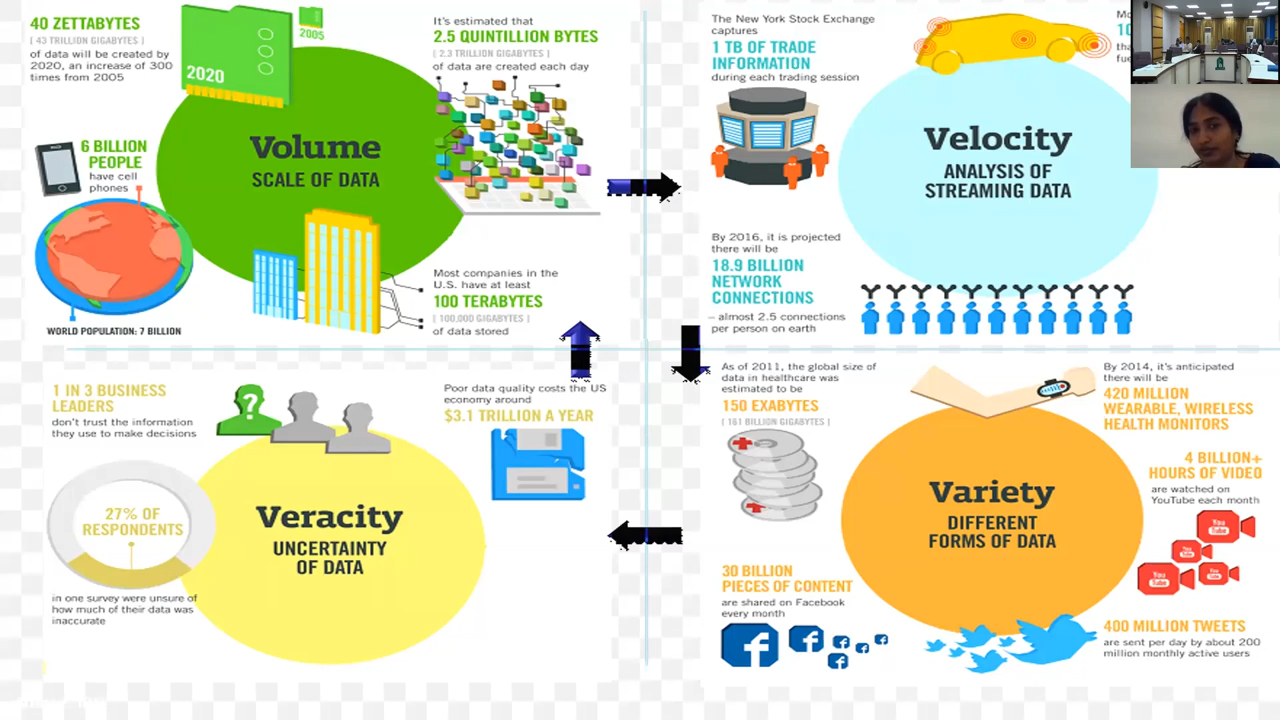 40 ZETTABYTES
[ 43 TRILLION GIGABYTES ]
of data will be created by
2020, an increase of 300
times from 2005
2005
2020
It's estimated that
2.5 QUINTILLION BYTES
[ 2.3 TRILLION GIGABYTES ]
of data are created each day
6 BILLION
PEOPLE
have cell
phones
Volume
SCALE OF DATA
WORLD POPULATION: 7 BILLION
Most companies in the
U.S. have at least
100 TERABYTES
[ 100,000 GIGABYTES ]
of data stored
The New York Stock Exchange
captures
1 TB OF TRADE
INFORMATION
during each trading session
Velocity
ANALYSIS OF
STREAMING DATA
By 2016, it is projected
there will be
18.9 BILLION
NETWORK
CONNECTIONS
– almost 2.5 connections
per person on earth
1 IN 3 BUSINESS
LEADERS
don't trust the information
they use to make decisions
?
Poor data quality costs the US
economy around
$3.1 TRILLION A YEAR
27% OF
RESPONDENTS
in one survey were unsure of
how much of their data was
inaccurate
Veracity
UNCERTAINTY
OF DATA
As of 2011, the global size of
data in healthcare was
estimated to be
150 EXABYTES
[ 161 BILLION GIGABYTES ]
By 2014, it's anticipated
there will be
420 MILLION
WEARABLE, WIRELESS
HEALTH MONITORS
4 BILLION+
HOURS OF VIDEO
are watched on
YouTube each month
You Tube
You Tube
You Tube
You Tube
Variety
DIFFERENT
FORMS OF DATA
30 BILLION
PIECES OF CONTENT
are shared on Facebook
every month
400 MILLION TWEETS
are sent per day by about 200
million monthly active users